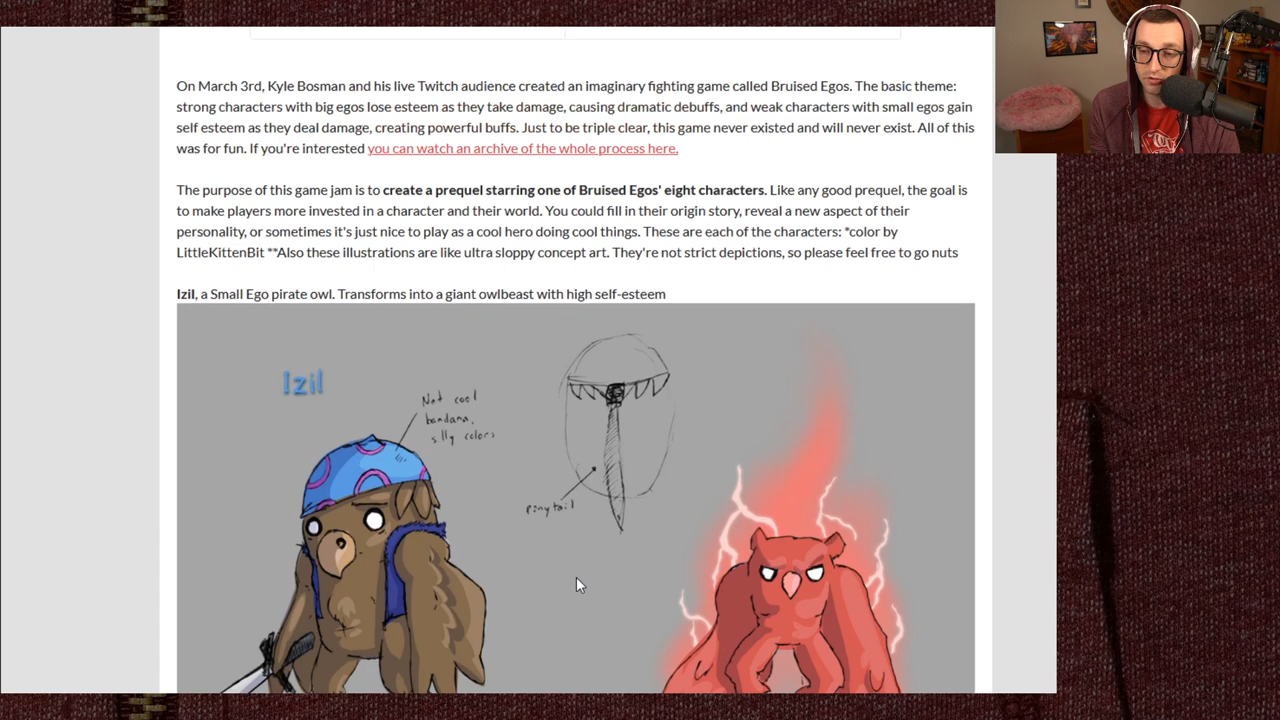 On March 3rd, Kyle Bosman and his live Twitch audience created an imaginary fighting game called Bruised Egos. The basic theme:
strong characters with big egos lose esteem as they take damage, causing dramatic debuffs, and weak characters with small egos gain
self esteem as they deal damage, creating powerful buffs. Just to be triple clear, this game never existed and will never exist. All of this
was for fun. If you're interested you can watch an archive of the whole process here.
The purpose of this game jam is to create a prequel starring one of Bruised Egos' eight characters. Like any good prequel, the goal is
to make players more invested in a character and their world. You could fill in their origin story, reveal a new aspect of their
personality, or sometimes it's just nice to play as a cool hero doing cool things. These are each of the characters: *color by
LittleKittenBit **Also these illustrations are like ultra sloppy concept art. They're not strict depictions, so please feel free to go nuts
Izil, a Small Ego pirate owl. Transforms into a giant owlbeast with high self-esteem
Izil
Not cool
bandana,
silly colors
ponytail